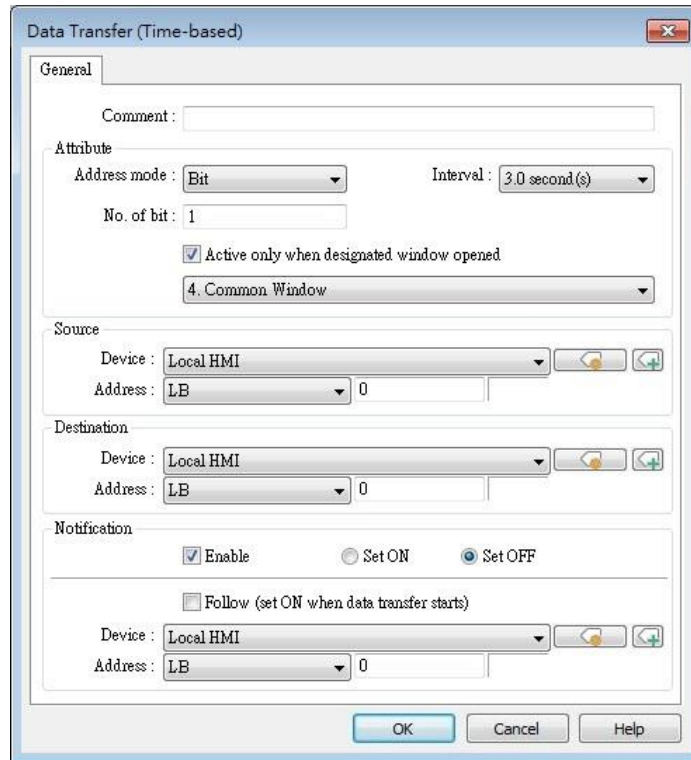 Data Transfer (Time-based)
General
Comment :
Attribute
Address mode : Bit Interval : 3.0 second(s)
No. of bit : 1
Active only when designated window opened
4. Common Window
Source
Device : Local HMI
Address : LB 0
Destination
Device : Local HMI
Address : LB 0
Notification
Enable Set ON Set OFF
Follow (set ON when data transfer starts)
Device : Local HMI
Address : LB 0
OK Cancel Help